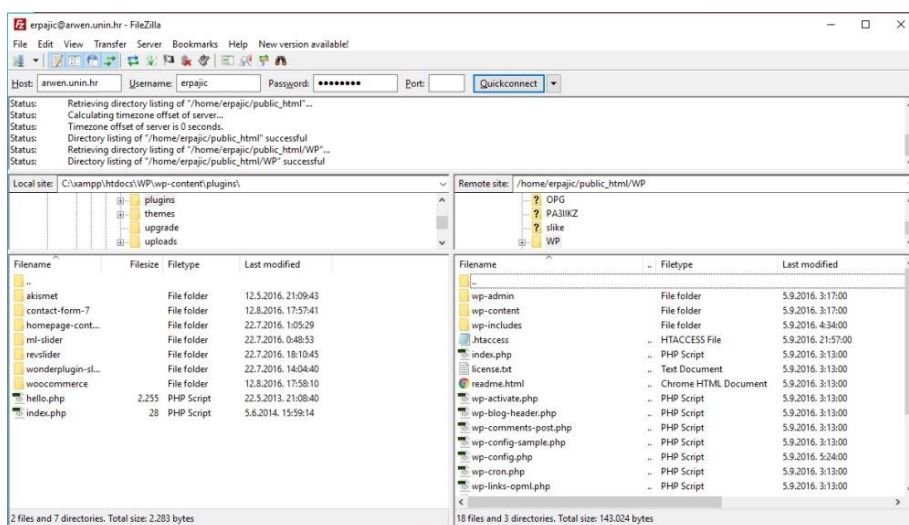 erpajic@arwen.unin.hr - FileZilla
File Edit View Transfer Server Bookmarks Help New version available!
Host: arwen.unin.hr Username: erpajic Password: ●●●●●●●● Port: Quickconnect
Status: Retrieving directory listing of "/home/erpajic/public_html"...
Status: Calculating timezone offset of server...
Status: Timezone offset of server is 0 seconds.
Status: Directory listing of "/home/erpajic/public_html" successful
Status: Retrieving directory listing of "/home/erpajic/public_html/WP"...
Status: Directory listing of "/home/erpajic/public_html/WP" successful
Local site: C:\xampp\htdocs\WP\wp-content\plugins\
plugins
themes
upgrade
uploads
Filename Filesize Filetype Last modified
..
akismet File folder 12.5.2016. 21:09:43
contact-form-7 File folder 12.8.2016. 17:57:41
homepage-cont... File folder 22.7.2016. 1:05:29
ml-slider File folder 22.7.2016. 0:48:53
revslider File folder 22.7.2016. 18:10:45
wonderplugin-sl... File folder 22.7.2016. 14:04:40
woocommerce File folder 12.8.2016. 17:58:10
hello.php 2.255 PHP Script 22.5.2013. 21:08:40
index.php 28 PHP Script 5.6.2014. 15:59:14
2 files and 7 directories. Total size: 2.283 bytes
Remote site: /home/erpajic/public_html/WP
? OPG
? PA3IIKZ
? slike
WP
Filename .. Filetype Last modified
..
wp-admin File folder 5.9.2016. 3:17:00
wp-content File folder 5.9.2016. 3:17:00
wp-includes File folder 5.9.2016. 4:34:00
.htaccess .. HTACCESS File 5.9.2016. 21:57:00
index.php .. PHP Script 5.9.2016. 3:13:00
license.txt .. Text Document 5.9.2016. 3:13:00
readme.html .. Chrome HTML Document 5.9.2016. 3:13:00
wp-activate.php .. PHP Script 5.9.2016. 3:13:00
wp-blog-header.php .. PHP Script 5.9.2016. 3:13:00
wp-comments-post.php .. PHP Script 5.9.2016. 3:13:00
wp-config-sample.php .. PHP Script 5.9.2016. 3:13:00
wp-config.php .. PHP Script 5.9.2016. 5:24:00
wp-cron.php .. PHP Script 5.9.2016. 3:13:00
wp-links-opml.php .. PHP Script 5.9.2016. 3:13:00
18 files and 3 directories. Total size: 143.024 bytes